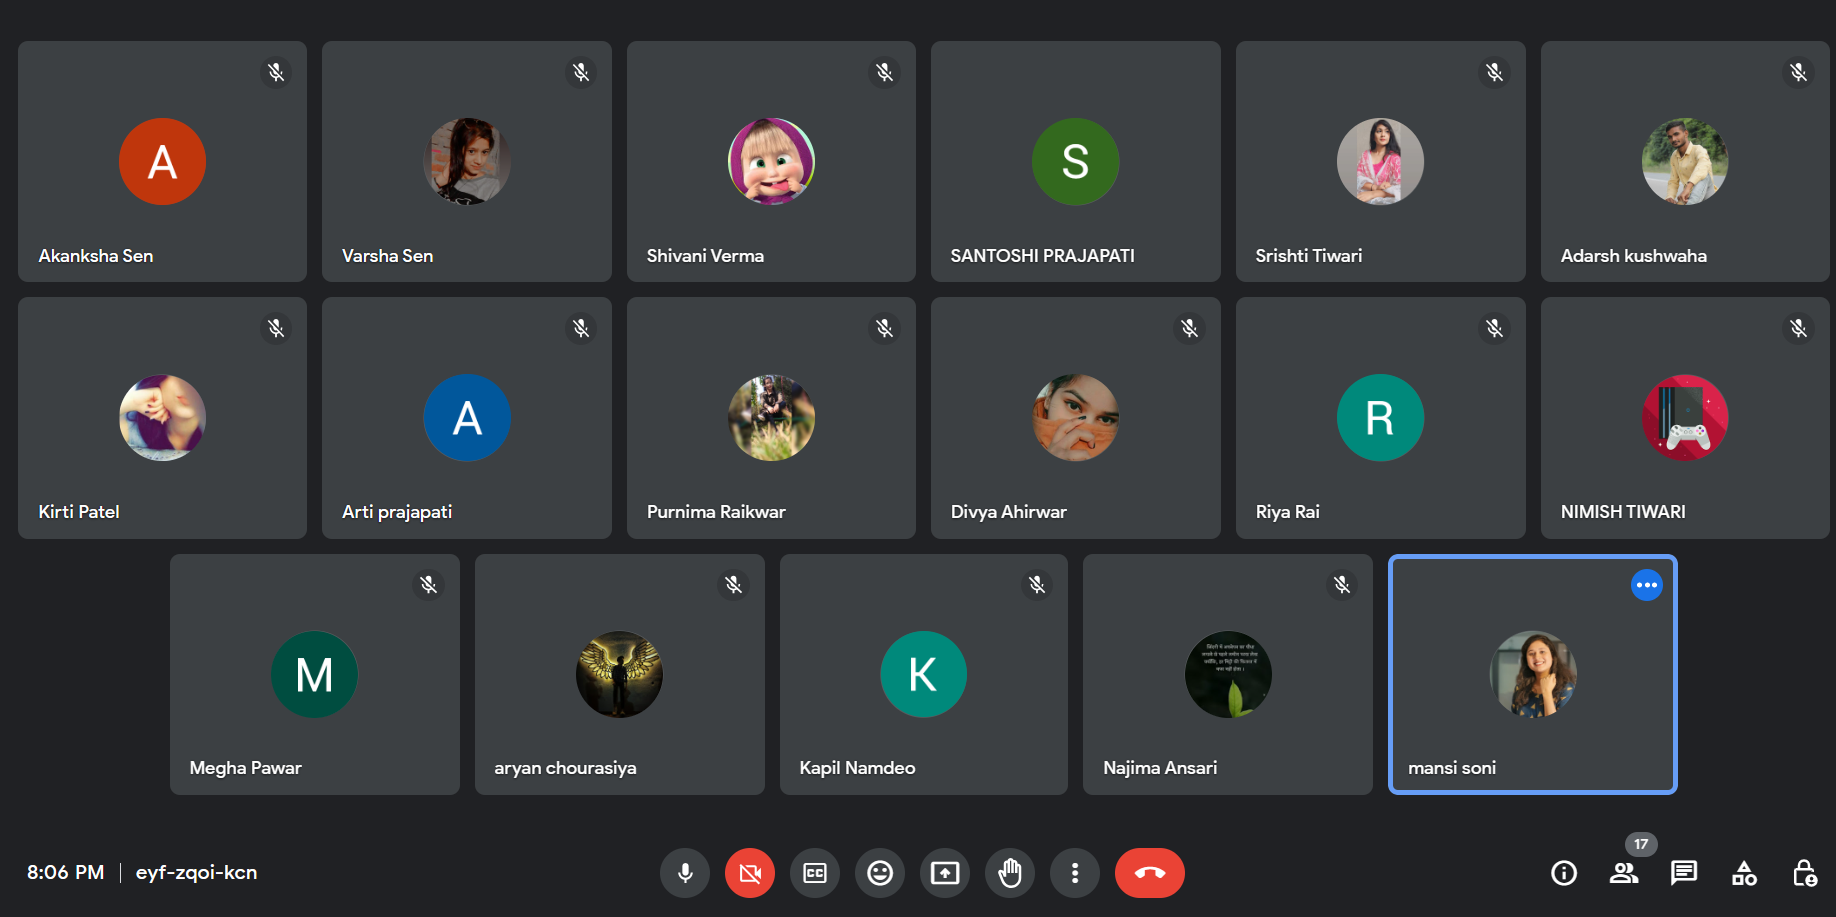 A
Akanksha Sen
Varsha Sen
Shivani Verma
S
SANTOSHI PRAJAPATI
Srishti Tiwari
Adarsh kushwaha
Kirti Patel
A
Arti prajapati
Purnima Raikwar
Divya Ahirwar
R
Riya Rai
NIMISH TIWARI
M
Megha Pawar
aryan chourasiya
K
Kapil Namdeo
Najima Ansari
mansi soni
8:06 PM | eyf-zqoi-kcn
CC
17